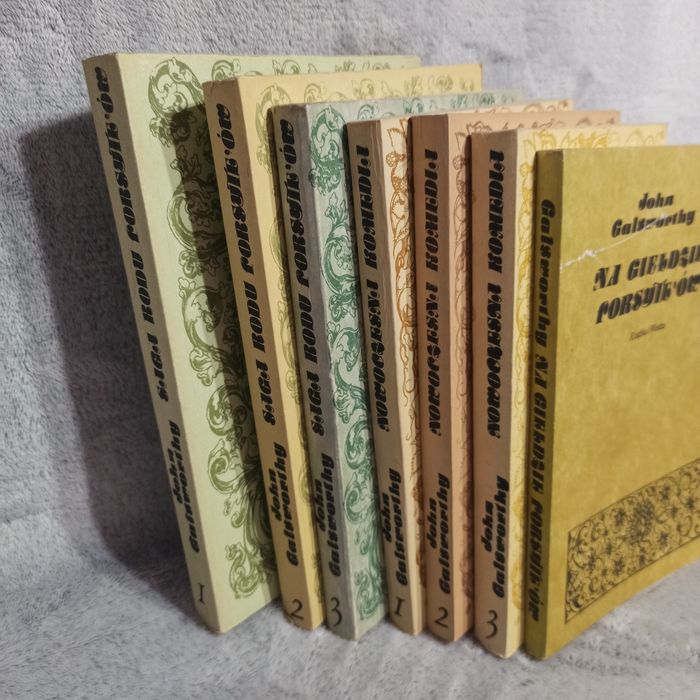 John
Galsworthy SAGA RODU FORSYTE'ÓW
1
John
Galsworthy SAGA RODU FORSYTE'ÓW
2
John
Galsworthy SAGA RODU FORSYTE'ÓW
3
John
Galsworthy NOWOCZESNA KOMEDIA
1
John
Galsworthy NOWOCZESNA KOMEDIA
2
John
Galsworthy NOWOCZESNA KOMEDIA
3
Galsworthy NA GIEŁDZIE FORSYTE'ÓW
John
Galsworthy
NA GIEŁDZIE
FORSYTE'ÓW